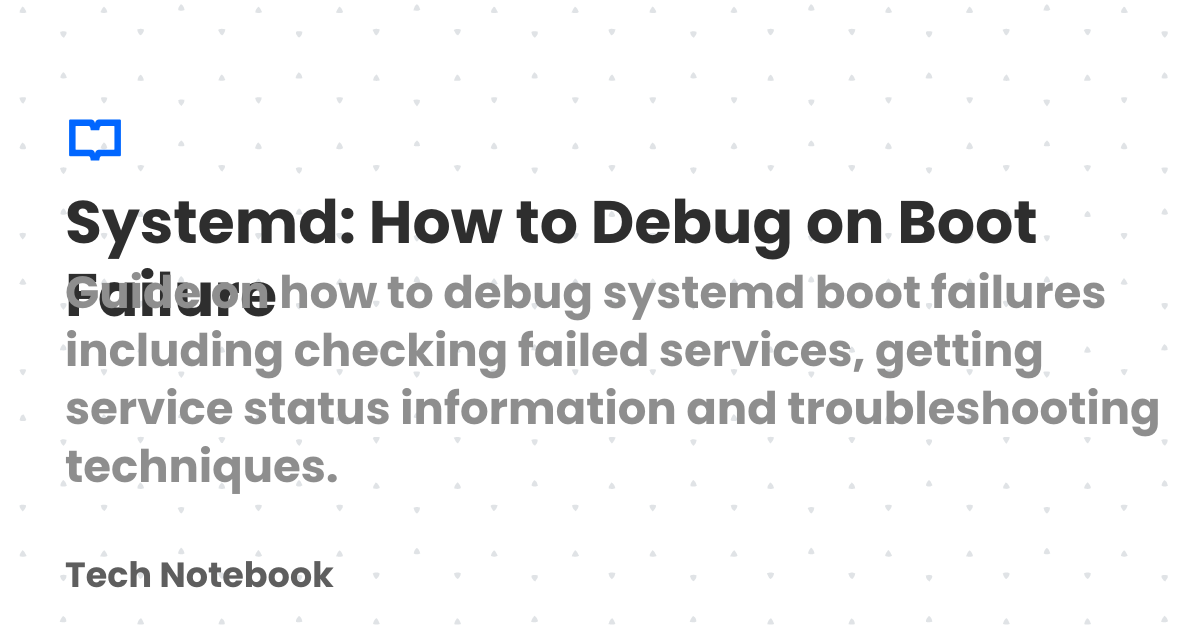 Systemd: How to Debug on Boot
Failure
Guide on how to debug systemd boot failures
including checking failed services, getting
service status information and troubleshooting
techniques.
Tech Notebook